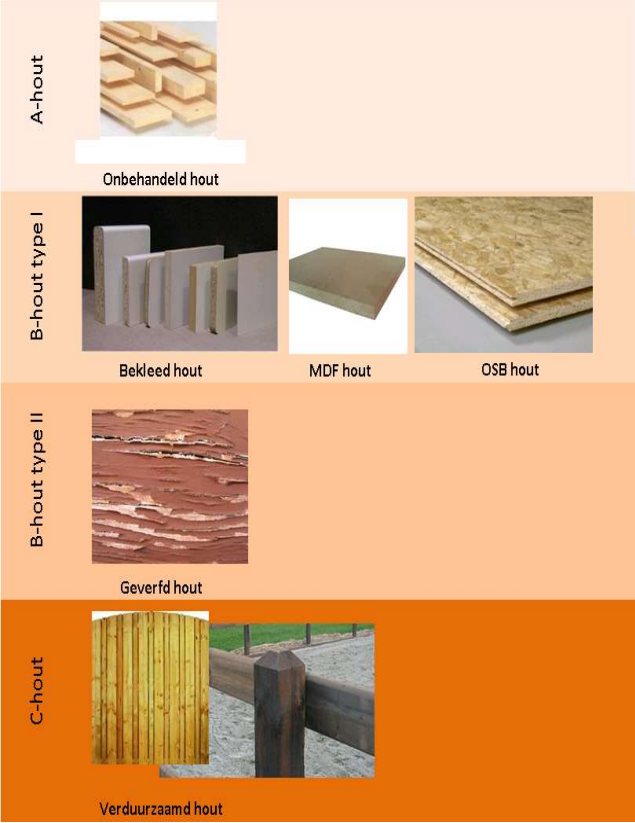 A-hout
Onbehandeld hout
B-hout type I
Bekleed hout
MDF hout
OSB hout
B-hout type II
Geverfd hout
C-hout
Verduurzaamd hout